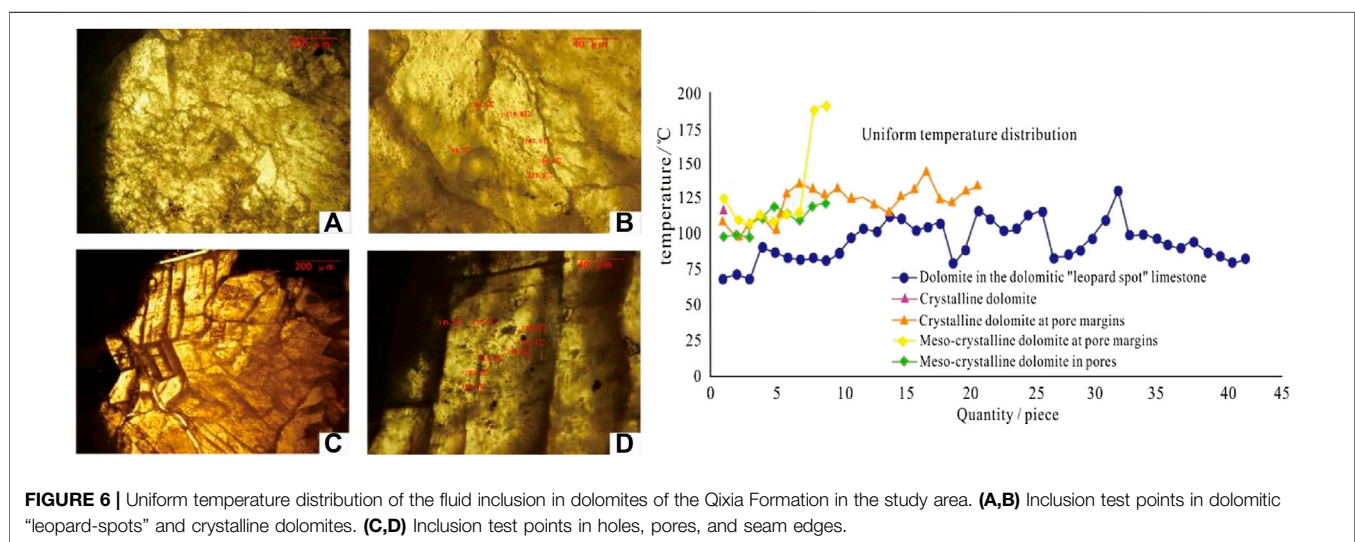 200 μm
A
40 μm
B
200 μm
C
40 μm
D
200
175
150
125
100
75
50
25
0
temperature/℃
Uniform temperature distribution
Dolomite in the dolomitic "leopard spot" limestone
Crystalline dolomite
Crystalline dolomite at pore margins
Meso-crystalline dolomite at pore margins
Meso-crystalline dolomite in pores
0 5 10 15 20 25 30 35 40 45
Quantity / piece
FIGURE 6 | Uniform temperature distribution of the fluid inclusion in dolomites of the Qixia Formation in the study area. (A,B) Inclusion test points in dolomitic
“leopard-spots” and crystalline dolomites. (C,D) Inclusion test points in holes, pores, and seam edges.